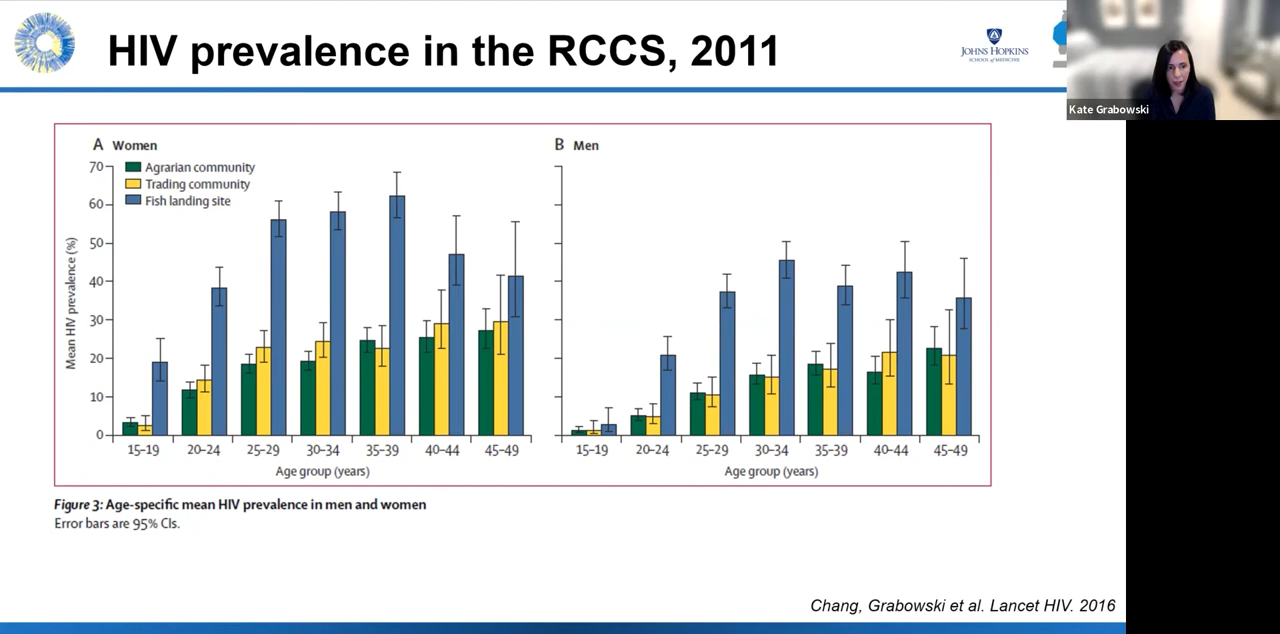 HIV prevalence in the RCCS, 2011
JOHNS HOPKINS
SCHOOL of MEDICINE
Kate Grabowski
A Women
Agrarian community
Trading community
Fish landing site
Mean HIV prevalence (%)
70
60
50
40
30
20
10
0
15–19
20–24
25–29
30–34
35–39
40–44
45–49
Age group (years)
B Men
15–19
20–24
25–29
30–34
35–39
40–44
45–49
Age group (years)
Figure 3: Age-specific mean HIV prevalence in men and women
Error bars are 95% CIs.
Chang, Grabowski et al. Lancet HIV. 2016